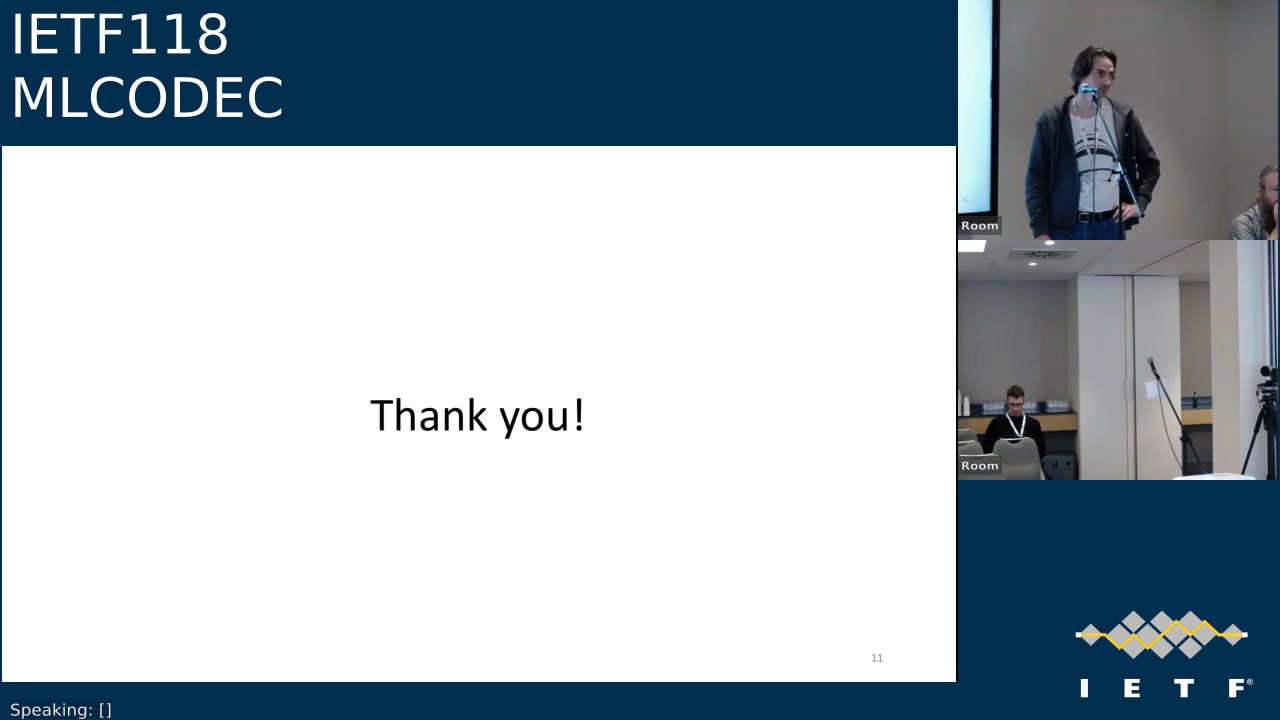 IETF118
MLCODEC
Thank you!
11
Speaking: []
Room
Room
I E T F®